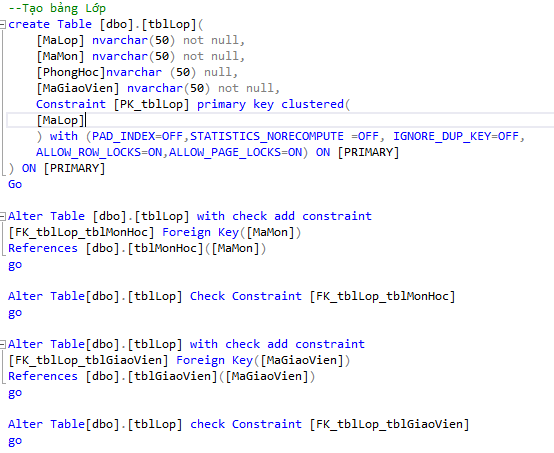 --Tạo bảng Lớp
create Table [dbo].[tblLop](
[MaLop] nvarchar(50) not null,
[MaMon] nvarchar(50) not null,
[PhongHoc]nvarchar (50) null,
[MaGiaoVien] nvarchar(50) not null,
Constraint [PK_tblLop] primary key clustered(
[MaLop]
) with (PAD_INDEX=OFF,STATISTICS_NORECOMPUTE =OFF, IGNORE_DUP_KEY=OFF,
ALLOW_ROW_LOCKS=ON,ALLOW_PAGE_LOCKS=ON) ON [PRIMARY]
) ON [PRIMARY]
Go
Alter Table [dbo].[tblLop] with check add constraint
[FK_tblLop_tblMonHoc] Foreign Key([MaMon])
References [dbo].[tblMonHoc]([MaMon])
go
Alter Table[dbo].[tblLop] Check Constraint [FK_tblLop_tblMonHoc]
go
Alter Table[dbo].[tblLop] with check add constraint
[FK_tblLop_tblGiaoVien] Foreign Key([MaGiaoVien])
References [dbo].[tblGiaoVien]([MaGiaoVien])
go
Alter Table[dbo].[tblLop] check Constraint [FK_tblLop_tblGiaoVien]
go